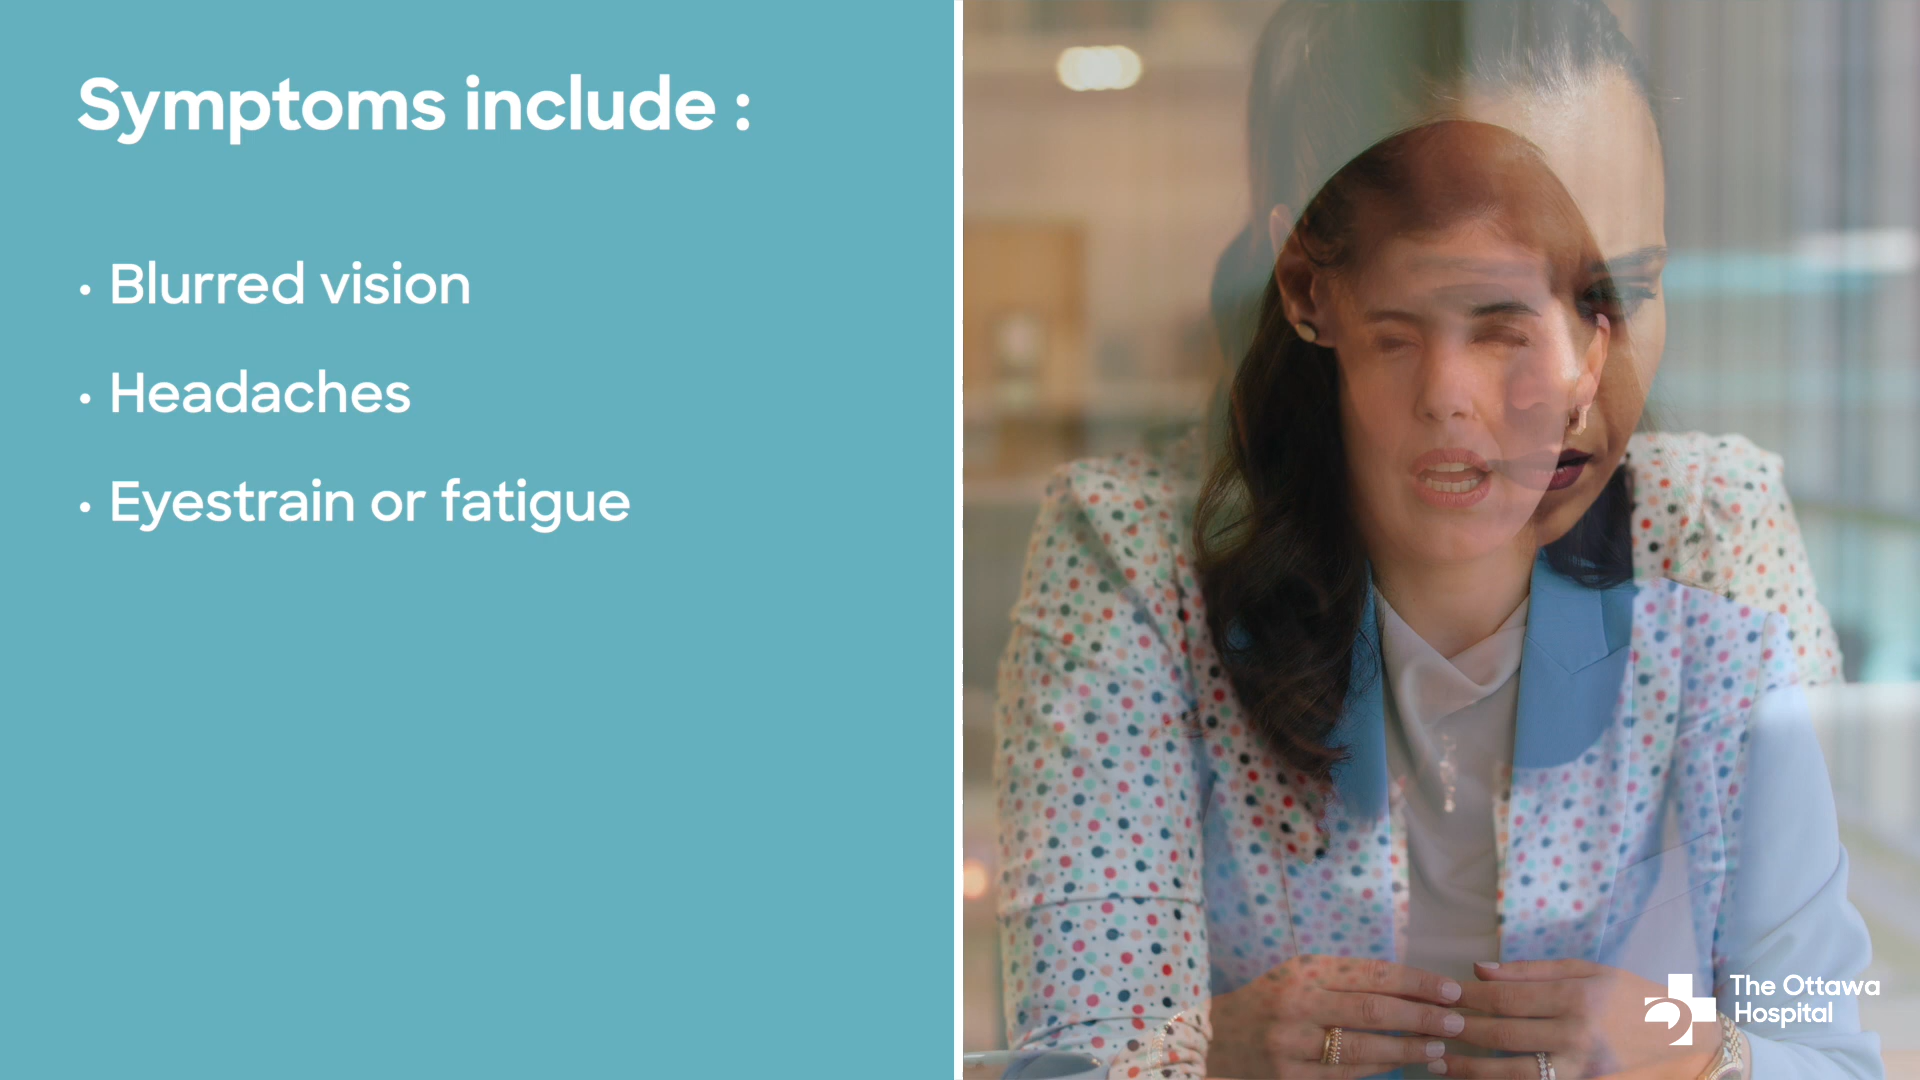 Symptoms include :
• Blurred vision
• Headaches
• Eyestrain or fatigue
The Ottawa
Hospital